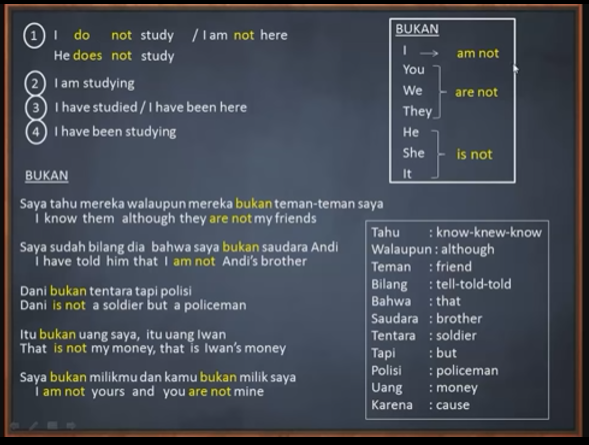 1 I do not study / I am not here
He does not study
2 I am studying
3 I have studied / I have been here
4 I have been studying
BUKAN
I → am not
You
We are not
They
He
She is not
It
BUKAN
Saya tahu mereka walaupun mereka bukan teman-teman saya
I know them although they are not my friends
Saya sudah bilang dia bahwa saya bukan saudara Andi
I have told him that I am not Andi's brother
Dani bukan tentara tapi polisi
Dani is not a soldier but a policeman
Itu bukan uang saya, itu uang Iwan
That is not my money, that is Iwan's money
Saya bukan milikmu dan kamu bukan milik saya
I am not yours and you are not mine
Tahu : know-knew-know
Walaupun : although
Teman : friend
Bilang : tell-told-told
Bahwa : that
Saudara : brother
Tentara : soldier
Tapi : but
Polisi : policeman
Uang : money
Karena : cause